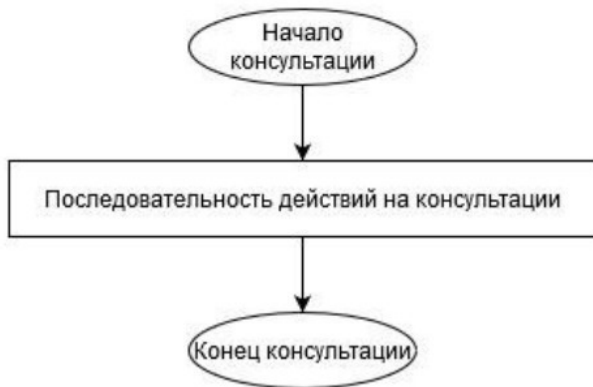 Начало
консультации
Последовательность действий на консультации
Конец консультации